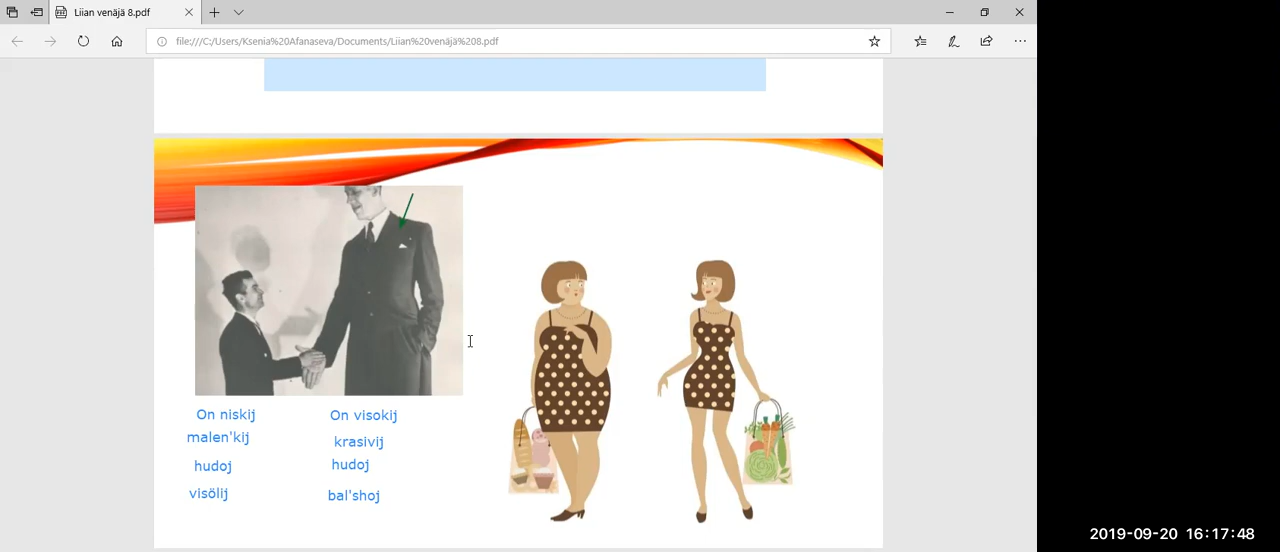 Liian venäjä 8.pdf
file:///C:/Users/Ksenia%20Afanaseva/Documents/Liian%20venäjä%208.pdf
On niskij
malen'kij
hudoj
visölij
On visokij
krasivij
hudoj
bal'shoj
2019-09-20 16:17:48